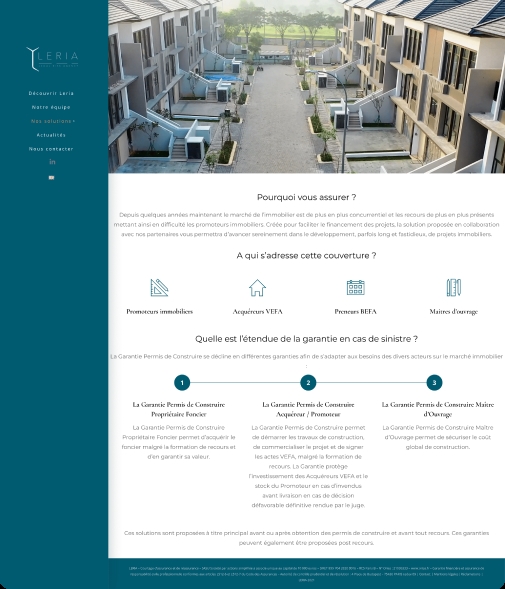 LERIA
Découvrir Leria
Notre équipe
Nos solutions
Actualités
Nous contacter
in
Pourquoi vous assurer ?
Depuis quelques années maintenant le marché de l'immobilier est de plus en plus concurrentiel et les recours de plus en plus présents
mettant ainsi en difficulté les promoteurs immobiliers. Créée pour faciliter le financement des projets, la solution proposée en collaboration
avec nos partenaires vous permettra d'avancer sereinement dans le développement, parfois long et fastidieux, de projets immobiliers.
A qui s'adresse cette couverture ?
Promoteurs immobiliers
Acquéreurs VEFA
Preneurs BEFA
Maitres d'ouvrage
Quelle est l'étendue de la garantie en cas de sinistre ?
La Garantie Permis de Construire se décline en différentes garanties afin de s'adapter aux besoins des divers acteurs sur le marché immobilier
:
1
2
3
La Garantie Permis de Construire
Propriétaire Foncier
La Garantie Permis de Construire
Propriétaire Foncier permet d'acquérir le
foncier malgré la formation de recours et
d'en garantir sa valeur.
La Garantie Permis de Construire
Acquéreur / Promoteur
La Garantie Permis de Construire permet
de démarrer les travaux de construction,
de commercialiser le projet et de signer
les actes VEFA, malgré la formation de
recours. La Garantie protège
l'Investissement des Acquéreurs VEFA et le
stock du Promoteur en cas d'invendus
avant livraison en cas de décision
défavorable définitive rendue par le juge.
La Garantie Permis de Construire Maître
d'Ouvrage
La Garantie Permis de Construire Maître
d'Ouvrage permet de sécuriser le coût
global de construction.
Ces solutions sont proposées à titre principal avant ou après obtention des permis de construire et avant tout recours. Ces garanties
peuvent également être proposées post recours.